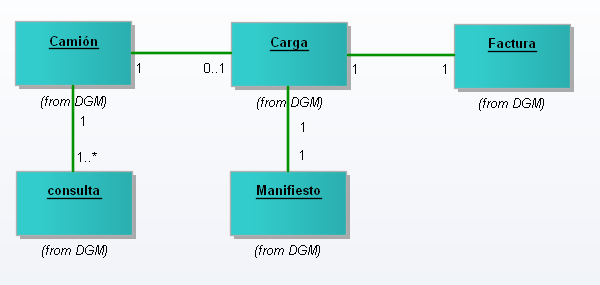 Camión
Carga
Factura
1
0..1
1
1
(from DGM)
(from DGM)
(from DGM)
1
1
1..*
1
consulta
Manifiesto
(from DGM)
(from DGM)